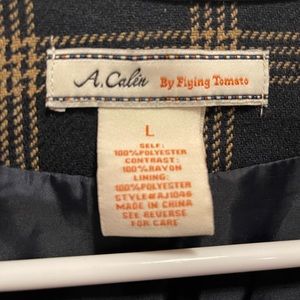 A. Calin By Flying Tomato
L
SELF:
100%POLYESTER
CONTRAST:
100%RAYON
LINING:
100%POLYESTER
STYLE#RJ1046
MADE IN CHINA
SEE REVERSE
FOR CARE